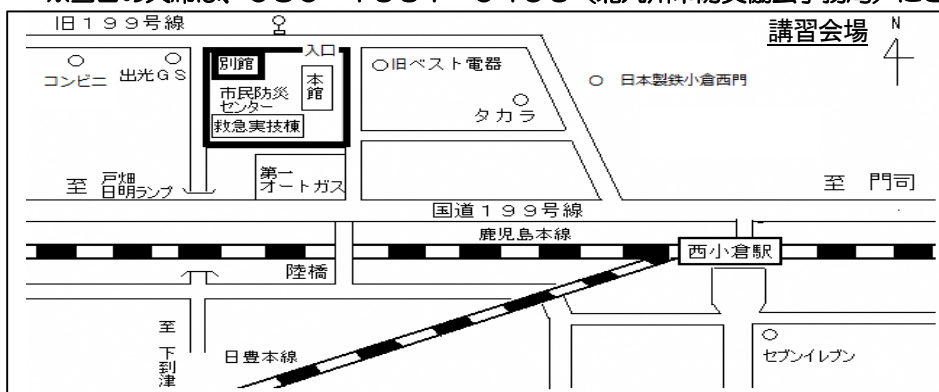 旧１９９号線
講習会場
N
コンビニ
出光ＧＳ
別館
入口
本館
市民防災
センター
救急実技棟
旧ベスト電器
タカラ
日本製鉄小倉西門
至 戸畑
日明ランプ
第一
オートガス
至 門司
国道１９９号線
鹿児島本線
西小倉駅
陸橋
至 下到津
日豊本線
セブンイレブン